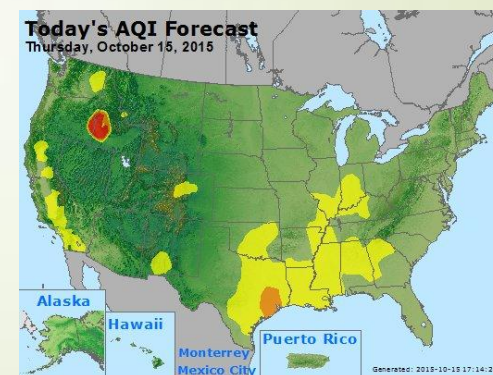 Today's AQI Forecast
Thursday, October 15, 2015
Alaska
Hawaii
Monterrey
Mexico City
Puerto Rico
Generated: 2015-10-15 17:14:2